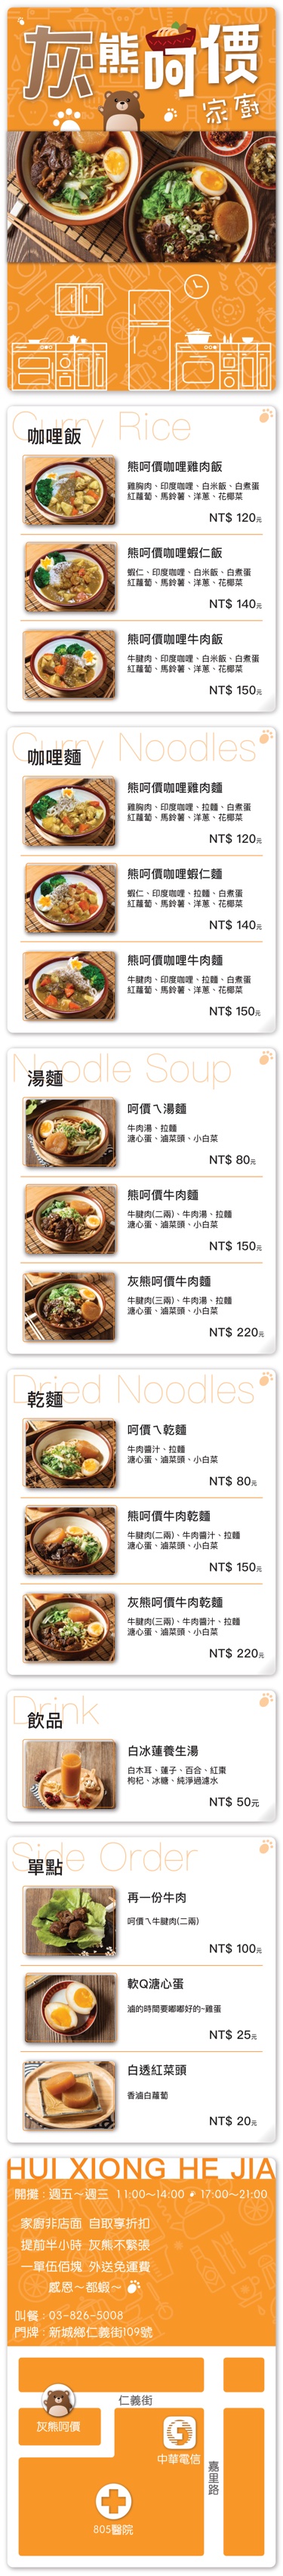 灰熊呵價
家廚
Curry Rice
咖哩飯
熊呵價咖哩雞肉飯
雞胸肉、印度咖哩、白米飯、白煮蛋
紅蘿蔔、馬鈴薯、洋蔥、花椰菜
NT$ 120元
熊呵價咖哩蝦仁飯
蝦仁、印度咖哩、白米飯、白煮蛋
紅蘿蔔、馬鈴薯、洋蔥、花椰菜
NT$ 140元
熊呵價咖哩牛肉飯
牛腱肉、印度咖哩、白米飯、白煮蛋
紅蘿蔔、馬鈴薯、洋蔥、花椰菜
NT$ 150元
Curry Noodles
咖哩麵
熊呵價咖哩雞肉麵
雞胸肉、印度咖哩、拉麵、白煮蛋
紅蘿蔔、馬鈴薯、洋蔥、花椰菜
NT$ 120元
熊呵價咖哩蝦仁麵
蝦仁、印度咖哩、拉麵、白煮蛋
紅蘿蔔、馬鈴薯、洋蔥、花椰菜
NT$ 140元
熊呵價咖哩牛肉麵
牛腱肉、印度咖哩、拉麵、白煮蛋
紅蘿蔔、馬鈴薯、洋蔥、花椰菜
NT$ 150元
Noodle Soup
湯麵
呵價ㄟ湯麵
牛肉湯、拉麵
溏心蛋、滷菜頭、小白菜
NT$ 80元
熊呵價牛肉麵
牛腱肉(二兩)、牛肉湯、拉麵
溏心蛋、滷菜頭、小白菜
NT$ 150元
灰熊呵價牛肉麵
牛腱肉(三兩)、牛肉湯、拉麵
溏心蛋、滷菜頭、小白菜
NT$ 220元
Dried Noodles
乾麵
呵價ㄟ乾麵
牛肉醬汁、拉麵
溏心蛋、滷菜頭、小白菜
NT$ 80元
熊呵價牛肉乾麵
牛腱肉(二兩)、牛肉醬汁、拉麵
溏心蛋、滷菜頭、小白菜
NT$ 150元
灰熊呵價牛肉乾麵
牛腱肉(三兩)、牛肉醬汁、拉麵
溏心蛋、滷菜頭、小白菜
NT$ 220元
Drink
飲品
白冰蓮養生湯
白木耳、蓮子、百合、紅棗
枸杞、冰糖、純淨過濾水
NT$ 50元
Side Order
單點
再一份牛肉
呵價ㄟ牛腱肉(二兩)
NT$ 100元
軟Q溏心蛋
滷的時間要嘟嘟好的~雞蛋
NT$ 25元
白透紅菜頭
香滷白蘿蔔
NT$ 20元
HUI XIONG HE JIA
開攤：週五～週三 11:00～14:00 • 17:00～21:00
家廚非店面 自取享折扣
提前半小時 灰熊不緊張
一單伍佰塊 外送免運費
感恩～都蝦～
叫餐：03-826-5008
門牌：新城鄉仁義街109號
仁義街
灰熊呵價
中華電信
嘉里路
805醫院